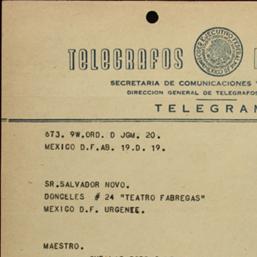 TELEGRAFOS
SECRETARIA DE COMUNICACIONES
DIRECCION GENERAL DE TELEGRAFOS
TELEGRAM
673. 9W.ORD. D JGM. 20.
MEXICO D.F.AB. 19.D. 19.
SR.SALVADOR NOVO.
DONCELES # 24 "TEATRO FABREGAS"
MEXICO D.F. URGENTE.
MAESTRO.